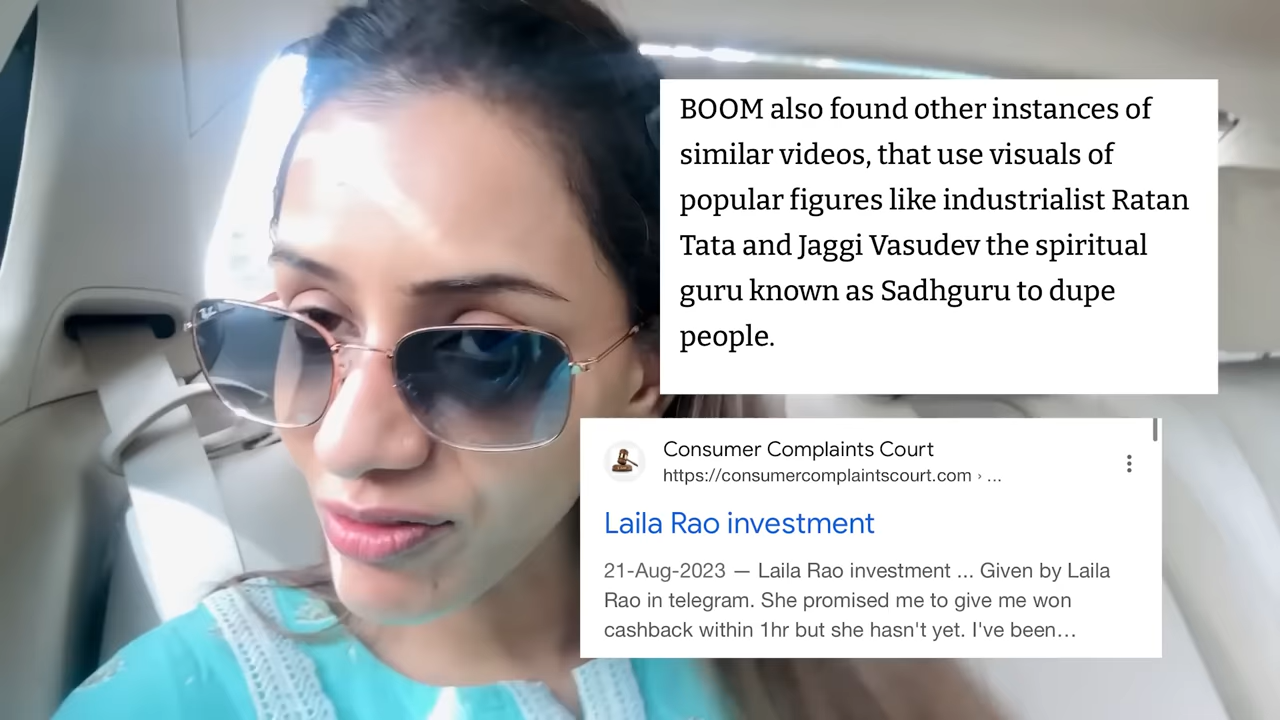 BOOM also found other instances of
similar videos, that use visuals of
popular figures like industrialist Ratan
Tata and Jaggi Vasudev the spiritual
guru known as Sadhguru to dupe
people.
Consumer Complaints Court
https://consumercomplaintscourt.com › ...
Laila Rao investment
21-Aug-2023 — Laila Rao investment ... Given by Laila
Rao in telegram. She promised me to give me won
cashback within 1hr but she hasn't yet. I've been...